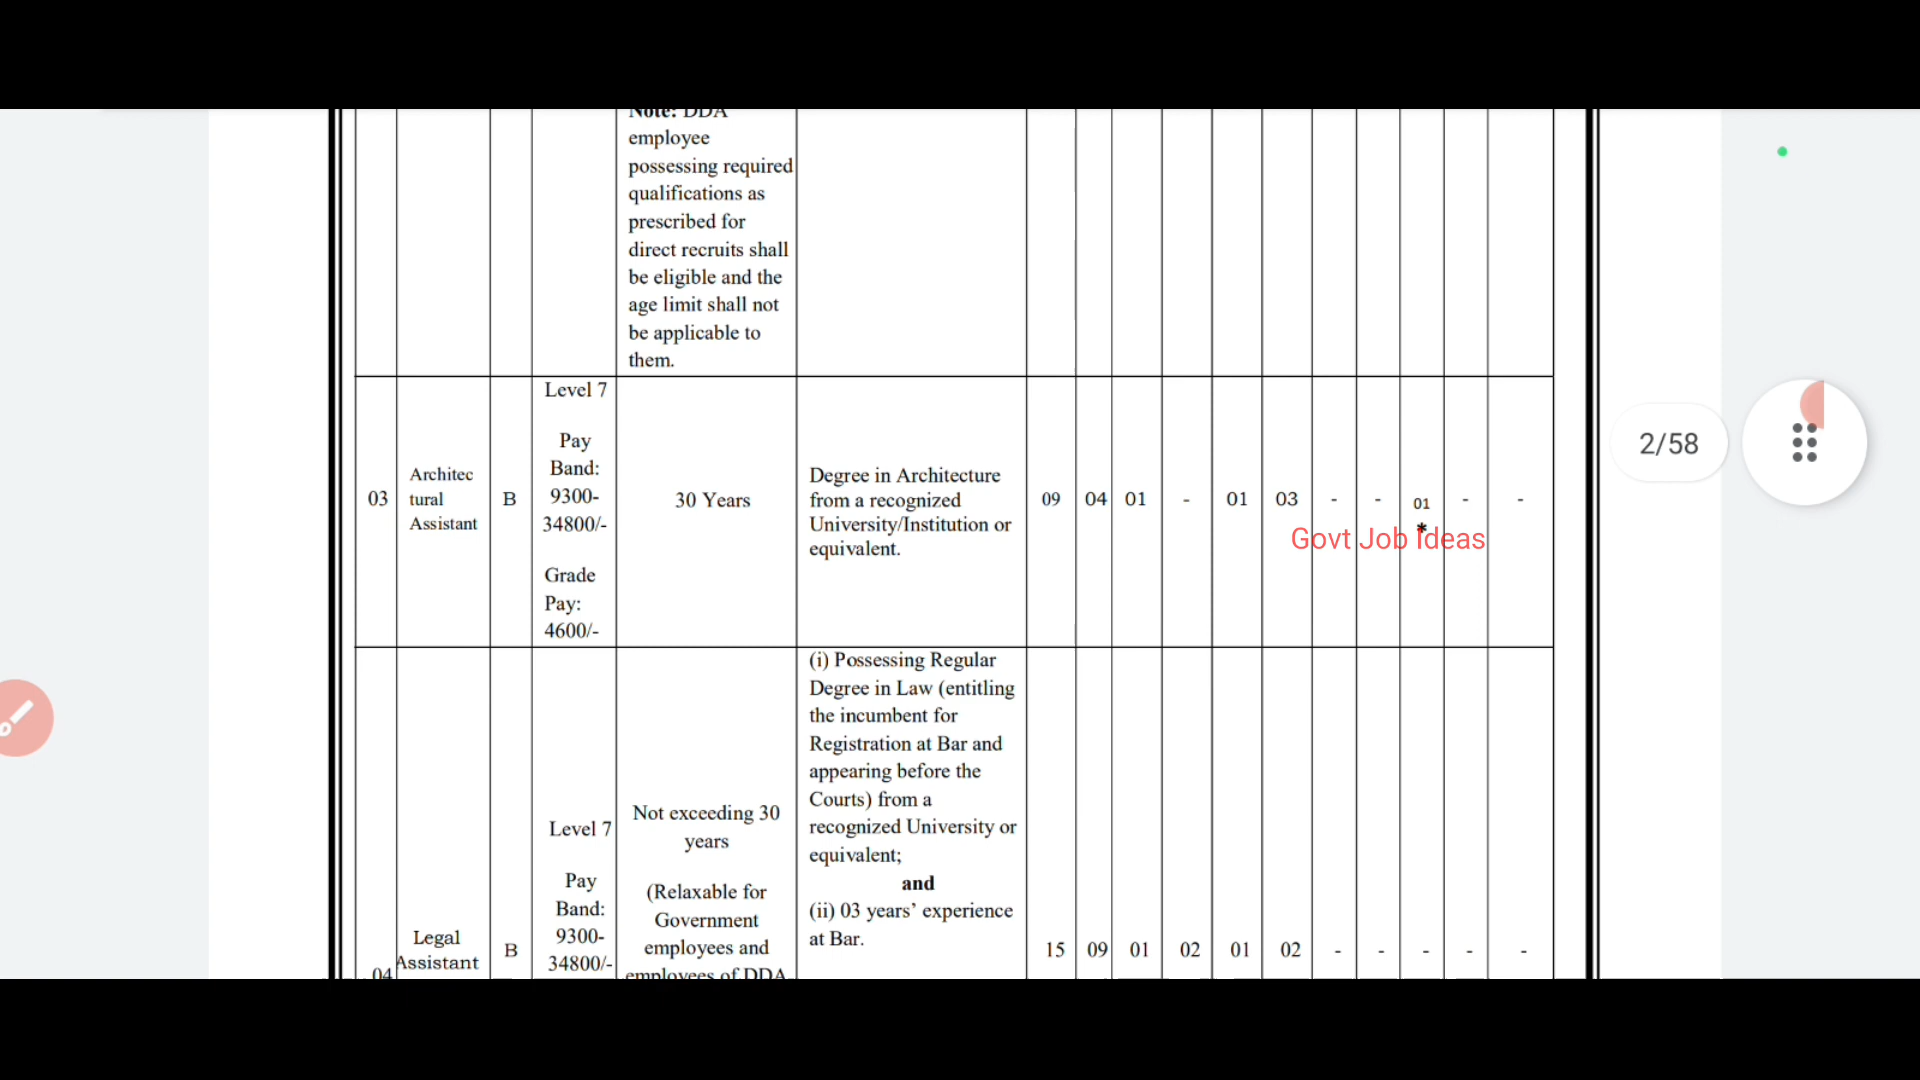 Note: DDA
employee
possessing required
qualifications as
prescribed for
direct recruits shall
be eligible and the
age limit shall not
be applicable to
them.
03
Architec
tural
Assistant
B
Level 7
Pay
Band:
9300-
34800/-
Grade
Pay:
4600/-
30 Years
Degree in Architecture
from a recognized
University/Institution or
equivalent.
09 04 01 - 01 03 - - 01 - -
*
Govt Job Ideas
2/58
04
Legal
Assistant
B
Level 7
Pay
Band:
9300-
34800/-
Not exceeding 30
years
(Relaxable for
Government
employees and
employees of DDA
(i) Possessing Regular
Degree in Law (entitling
the incumbent for
Registration at Bar and
appearing before the
Courts) from a
recognized University or
equivalent;
and
(ii) 03 years’ experience
at Bar.
15 09 01 02 01 02 - - - - -